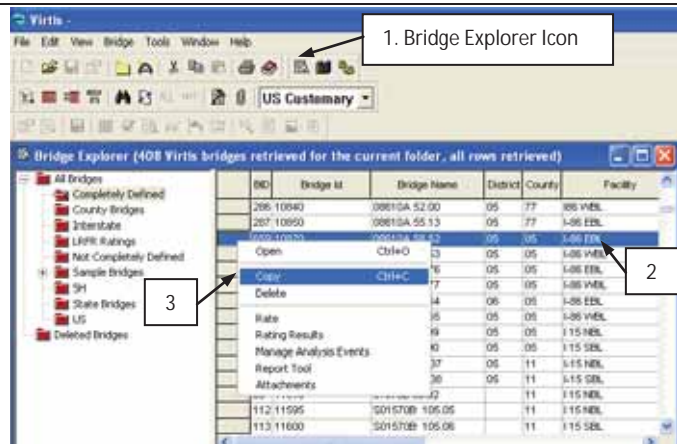 Virtis -
File Edit View Bridge Tools Window Help
1. Bridge Explorer Icon
US Customary
Bridge Explorer (408 Virtis bridges retrieved for the current folder, all rows retrieved)
All Bridges
Completely Defined
County Bridges
Interstate
LRFR Ratings
Not Completely Defined
Sample Bridges
SH
State Bridges
US
Deleted Bridges
BID Bridge Id Bridge Name District County Facility
286 10840 08610A 52.00 05 77 I86 WBL
287 10850 08610A 55.13 05 77 I-86 WBL
05 05 I-86 EBL
05 I-86 WBL
05 05 I-86 EBL
05 05 I-86 WBL
06 05 I-86 EBL
05 05 I-86 WBL
05 05 I 15 NBL
05 05 I 15 SBL
05 11 I-15 NBL
05 11 I-15 SBL
11 I 15 NBL
112 11595 S01570B 105.05 11 I 15 NBL
113 11600 S01570B 105.06 11 I 15 SBL
Open Ctrl+O
Copy Ctrl+C
Delete
Rate
Rating Results
Manage Analysis Events
Report Tool
Attachments
2
3